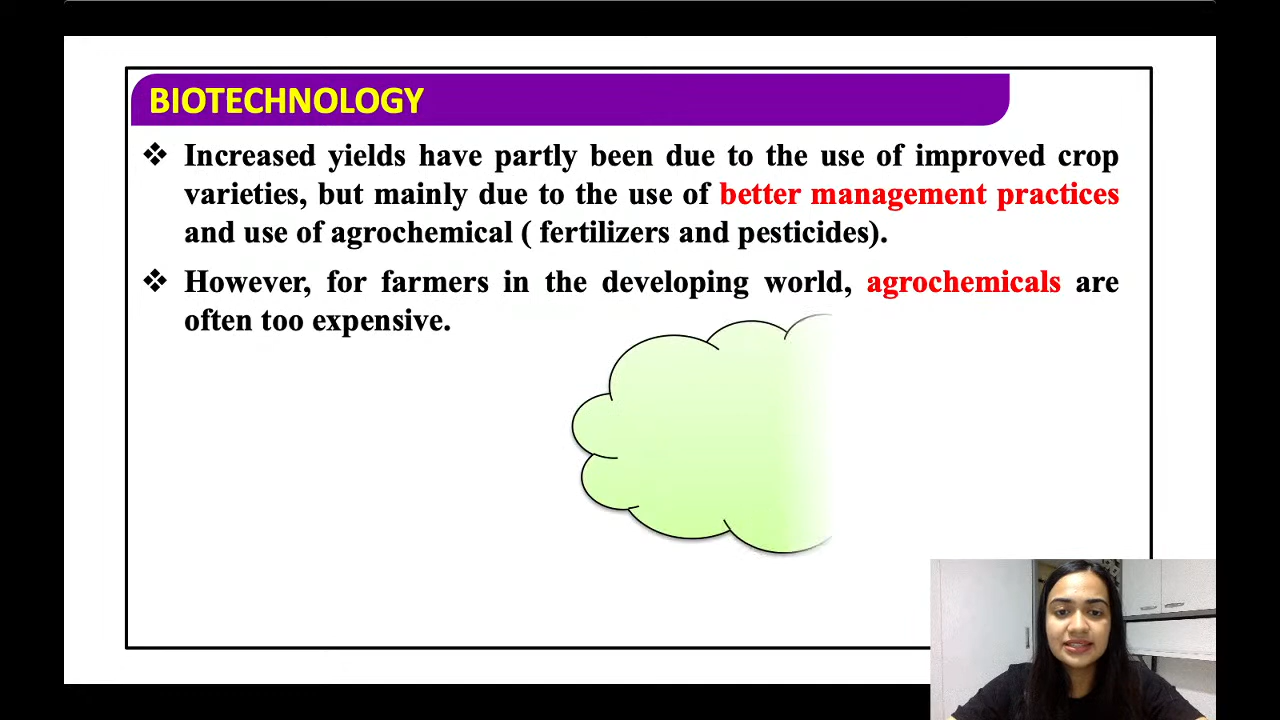 BIOTECHNOLOGY
❖ Increased yields have partly been due to the use of improved crop
varieties, but mainly due to the use of better management practices
and use of agrochemical ( fertilizers and pesticides).
❖ However, for farmers in the developing world, agrochemicals are
often too expensive.